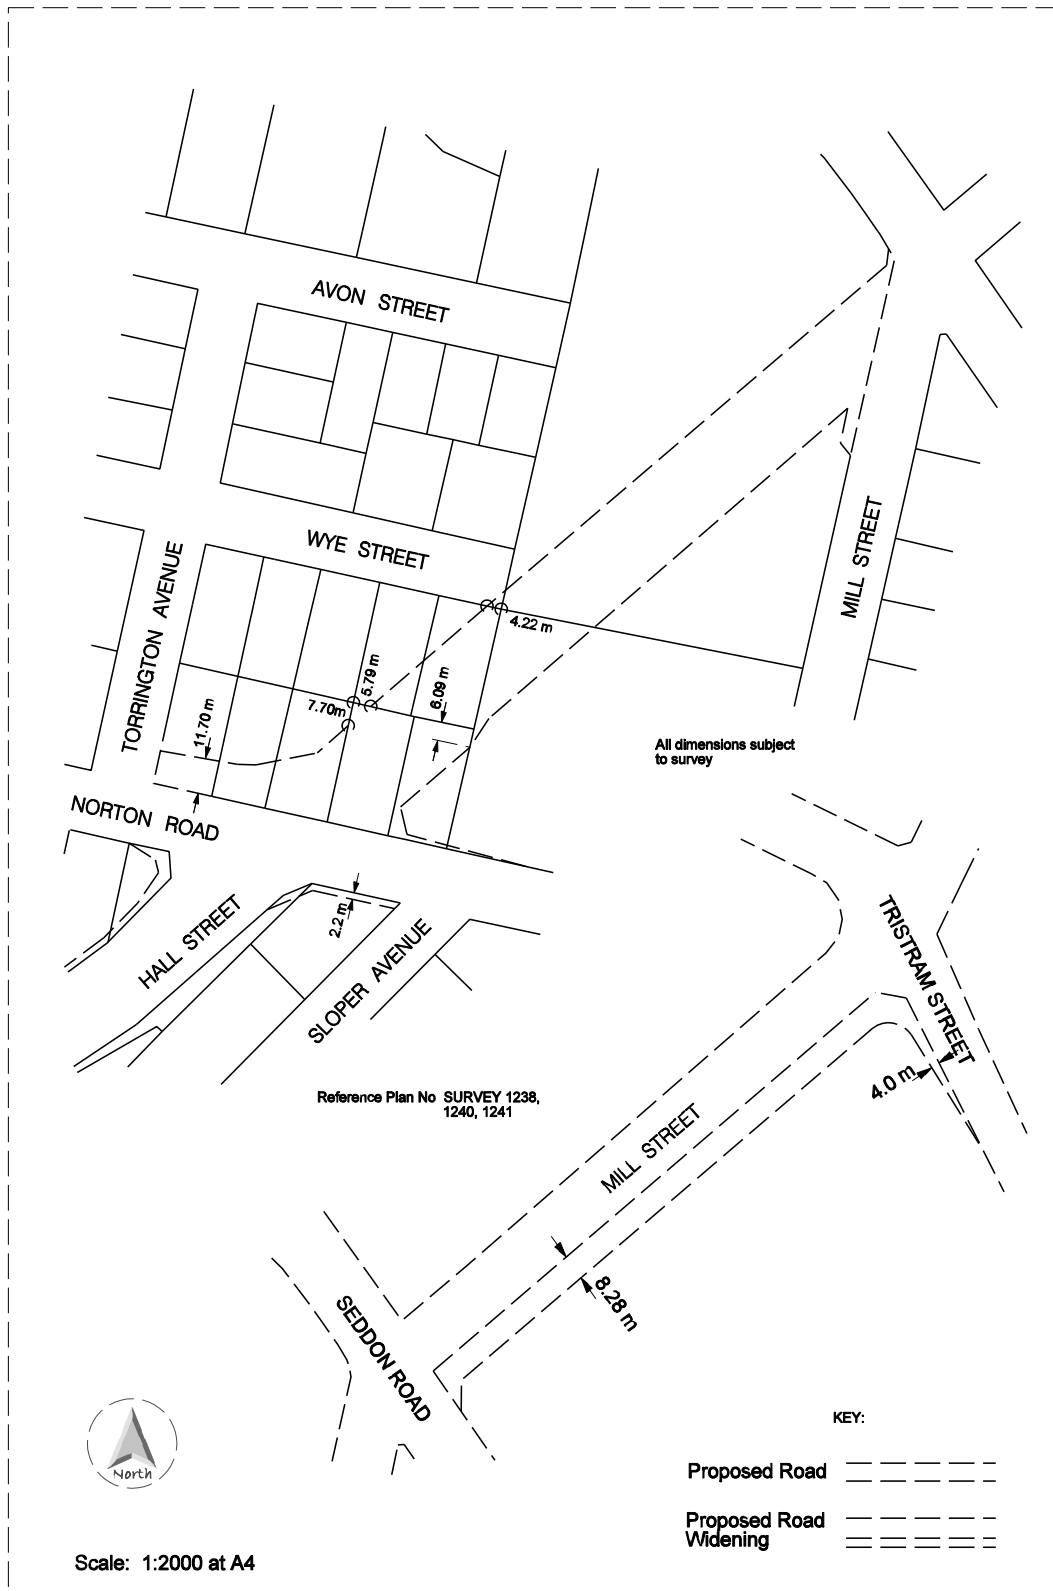 AVON STREET
WYE STREET
TORRINGTON AVENUE
MILL STREET
4.22 m
5.79 m
7.70m
6.09 m
11.70 m
All dimensions subject
to survey
NORTON ROAD
HALL STREET
2.2 m
SLOPER AVENUE
TRISTRAM STREET
4.0 m
Reference Plan No SURVEY 1238,
1240, 1241
MILL STREET
8.28 m
SEDDON ROAD
North
KEY:
Proposed Road
Proposed Road
Widening
Scale: 1:2000 at A4